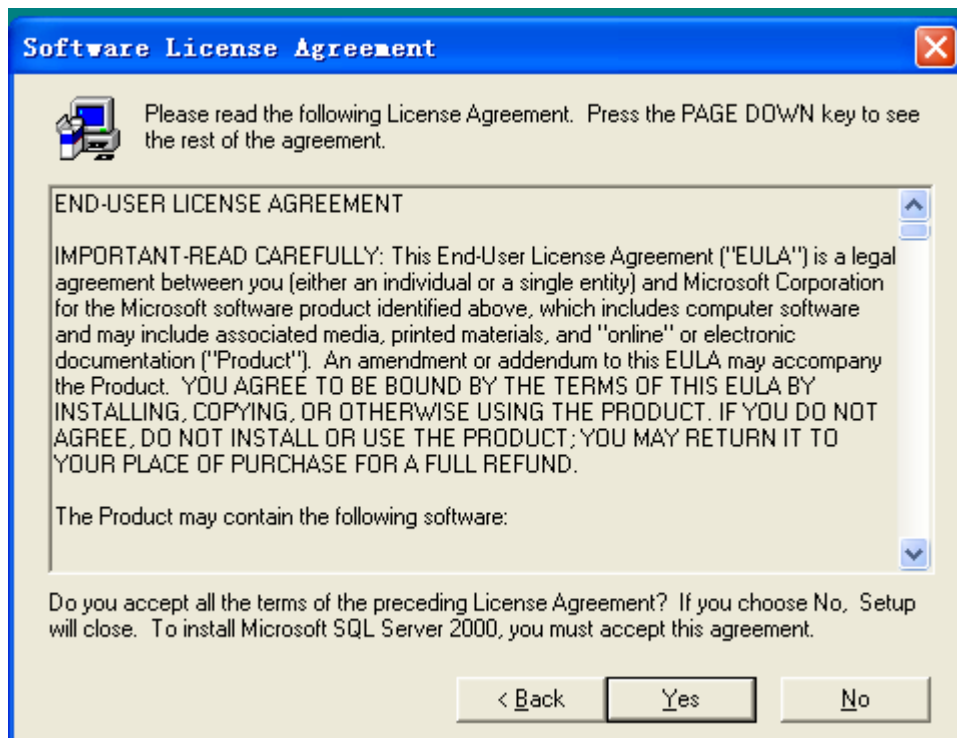 Software License Agreement
Please read the following License Agreement.  Press the PAGE DOWN key to see
the rest of the agreement.
END-USER LICENSE AGREEMENT
IMPORTANT-READ CAREFULLY: This End-User License Agreement ("EULA") is a legal
agreement between you (either an individual or a single entity) and Microsoft Corporation
for the Microsoft software product identified above, which includes computer software
and may include associated media, printed materials, and "online" or electronic
documentation ("Product").  An amendment or addendum to this EULA may accompany
the Product.  YOU AGREE TO BE BOUND BY THE TERMS OF THIS EULA BY
INSTALLING, COPYING, OR OTHERWISE USING THE PRODUCT. IF YOU DO NOT
AGREE, DO NOT INSTALL OR USE THE PRODUCT; YOU MAY RETURN IT TO
YOUR PLACE OF PURCHASE FOR A FULL REFUND.
The Product may contain the following software:
Do you accept all the terms of the preceding License Agreement?  If you choose No,  Setup
will close.  To install Microsoft SQL Server 2000, you must accept this agreement.
< Back
Yes
No